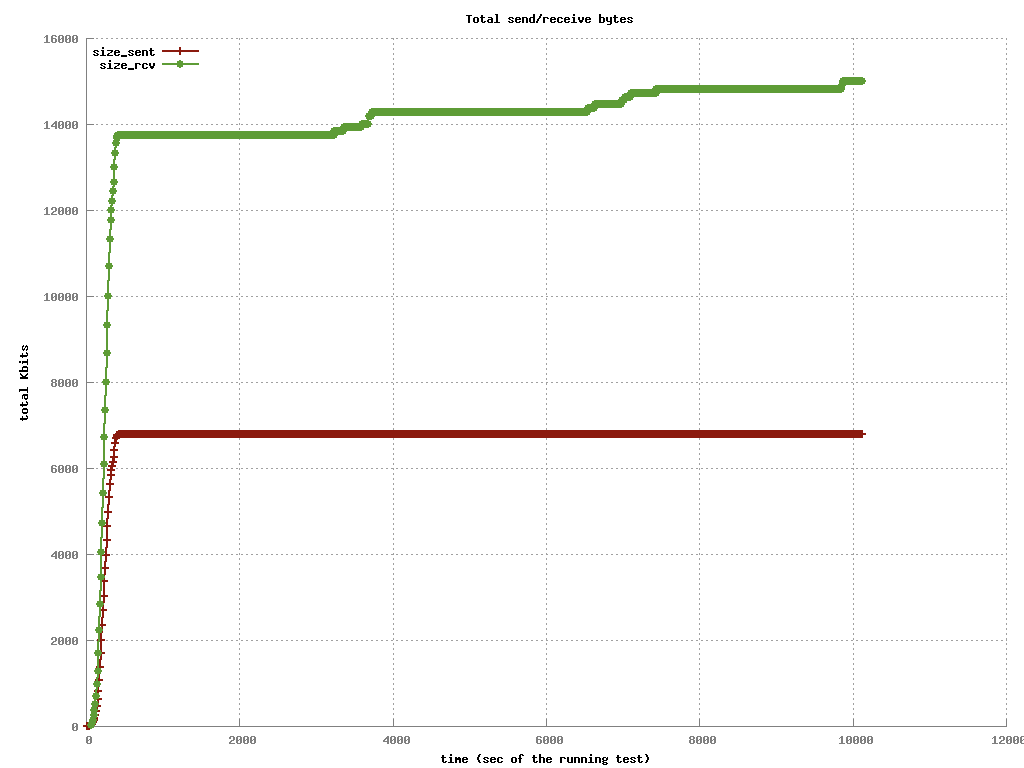 Total send/receive bytes
size_sent
size_rcv
16000
14000
12000
10000
8000
6000
4000
2000
0
total Kbits
0 2000 4000 6000 8000 10000 12000
time (sec of the running test)